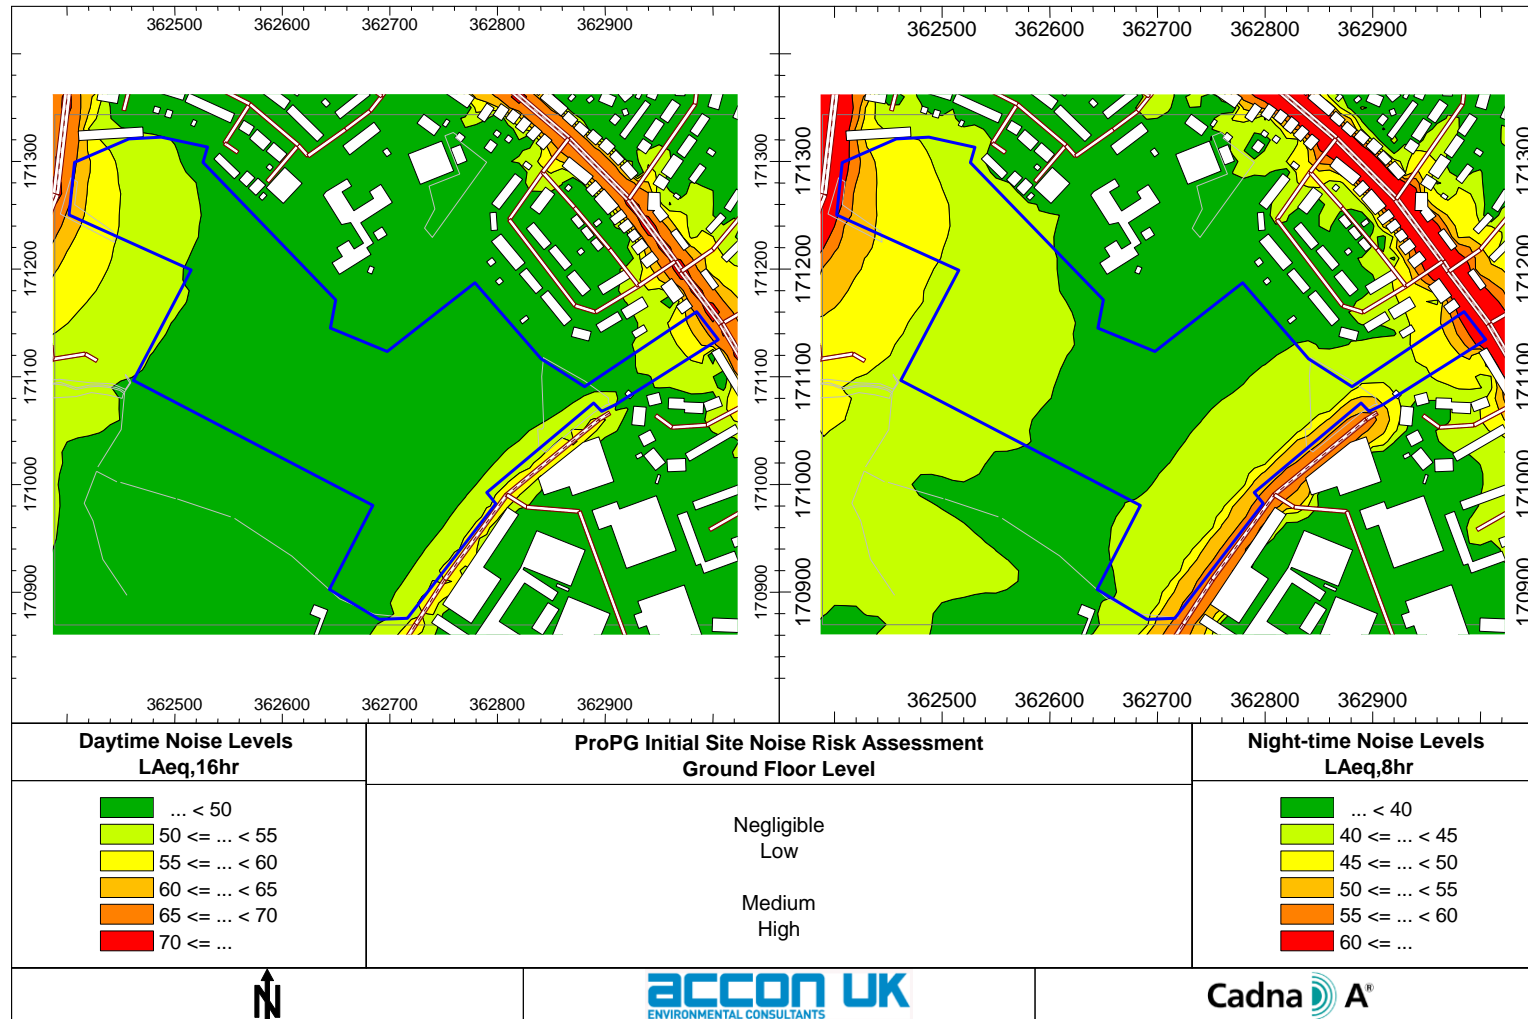 362500 362600 362700 362800 362900
362500 362600 362700 362800 362900
171300
171200
171100
171000
170900
171300
171200
171100
171000
170900
171300
171200
171100
171000
170900
362500 362600 362700 362800 362900
362500 362600 362700 362800 362900
Daytime Noise Levels
LAeq,16hr
... < 50
50 <= ... < 55
55 <= ... < 60
60 <= ... < 65
65 <= ... < 70
70 <= ...
ProPG Initial Site Noise Risk Assessment
Ground Floor Level
Negligible
Low
Medium
High
Night-time Noise Levels
LAeq,8hr
... < 40
40 <= ... < 45
45 <= ... < 50
50 <= ... < 55
55 <= ... < 60
60 <= ...
N
ACCON UK
ENVIRONMENTAL CONSULTANTS
Cadna A®